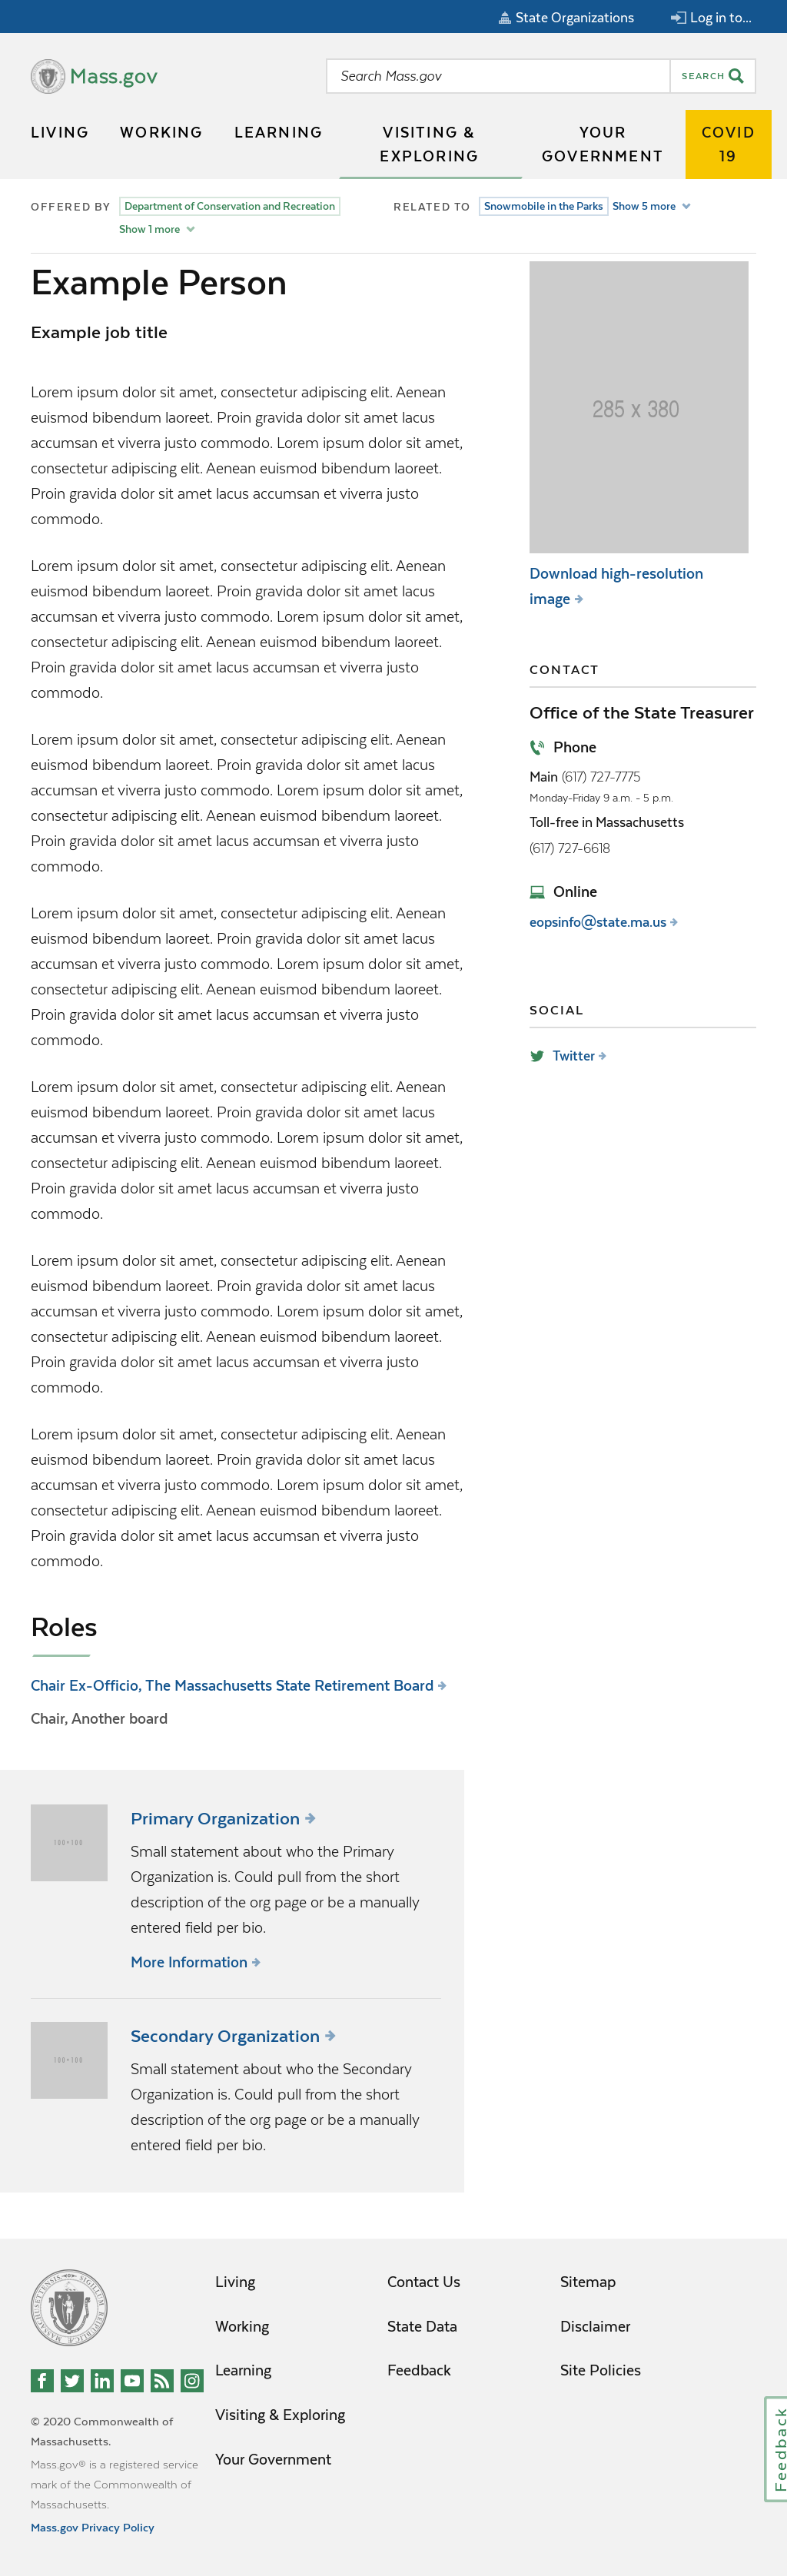 State Organizations
Log in to...
Mass.gov
Search Mass.gov
SEARCH
LIVING
WORKING
LEARNING
VISITING &
EXPLORING
YOUR
GOVERNMENT
COVID
19
OFFERED BY
Department of Conservation and Recreation
Show 1 more
RELATED TO
Snowmobile in the Parks
Show 5 more
Example Person
Example job title
Lorem ipsum dolor sit amet, consectetur adipiscing elit. Aenean
euismod bibendum laoreet. Proin gravida dolor sit amet lacus
accumsan et viverra justo commodo. Lorem ipsum dolor sit amet,
consectetur adipiscing elit. Aenean euismod bibendum laoreet.
Proin gravida dolor sit amet lacus accumsan et viverra justo
commodo.
Lorem ipsum dolor sit amet, consectetur adipiscing elit. Aenean
euismod bibendum laoreet. Proin gravida dolor sit amet lacus
accumsan et viverra justo commodo. Lorem ipsum dolor sit amet,
consectetur adipiscing elit. Aenean euismod bibendum laoreet.
Proin gravida dolor sit amet lacus accumsan et viverra justo
commodo.
Lorem ipsum dolor sit amet, consectetur adipiscing elit. Aenean
euismod bibendum laoreet. Proin gravida dolor sit amet lacus
accumsan et viverra justo commodo. Lorem ipsum dolor sit amet,
consectetur adipiscing elit. Aenean euismod bibendum laoreet.
Proin gravida dolor sit amet lacus accumsan et viverra justo
commodo.
Lorem ipsum dolor sit amet, consectetur adipiscing elit. Aenean
euismod bibendum laoreet. Proin gravida dolor sit amet lacus
accumsan et viverra justo commodo. Lorem ipsum dolor sit amet,
consectetur adipiscing elit. Aenean euismod bibendum laoreet.
Proin gravida dolor sit amet lacus accumsan et viverra justo
commodo.
Lorem ipsum dolor sit amet, consectetur adipiscing elit. Aenean
euismod bibendum laoreet. Proin gravida dolor sit amet lacus
accumsan et viverra justo commodo. Lorem ipsum dolor sit amet,
consectetur adipiscing elit. Aenean euismod bibendum laoreet.
Proin gravida dolor sit amet lacus accumsan et viverra justo
commodo.
Lorem ipsum dolor sit amet, consectetur adipiscing elit. Aenean
euismod bibendum laoreet. Proin gravida dolor sit amet lacus
accumsan et viverra justo commodo. Lorem ipsum dolor sit amet,
consectetur adipiscing elit. Aenean euismod bibendum laoreet.
Proin gravida dolor sit amet lacus accumsan et viverra justo
commodo.
Lorem ipsum dolor sit amet, consectetur adipiscing elit. Aenean
euismod bibendum laoreet. Proin gravida dolor sit amet lacus
accumsan et viverra justo commodo. Lorem ipsum dolor sit amet,
consectetur adipiscing elit. Aenean euismod bibendum laoreet.
Proin gravida dolor sit amet lacus accumsan et viverra justo
commodo.
285 x 380
Download high-resolution
image
CONTACT
Office of the State Treasurer
Phone
Main (617) 727-7775
Monday-Friday 9 a.m. - 5 p.m.
Toll-free in Massachusetts
(617) 727-6618
Online
eopsinfo@state.ma.us
SOCIAL
Twitter
Roles
Chair Ex-Officio, The Massachusetts State Retirement Board
Chair, Another board
100×100
Primary Organization
Small statement about who the Primary
Organization is. Could pull from the short
description of the org page or be a manually
entered field per bio.
More Information
100×100
Secondary Organization
Small statement about who the Secondary
Organization is. Could pull from the short
description of the org page or be a manually
entered field per bio.
Living
Working
Learning
Visiting & Exploring
Your Government
Contact Us
State Data
Feedback
Sitemap
Disclaimer
Site Policies
© 2020 Commonwealth of
Massachusetts.
Mass.gov® is a registered service
mark of the Commonwealth of
Massachusetts.
Mass.gov Privacy Policy
Feedback